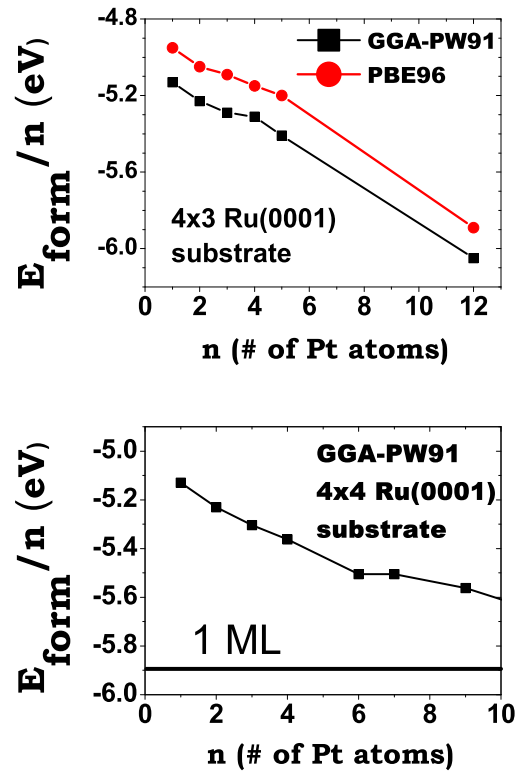 -4.8
-5.2
-5.6
-6.0
E form /n (eV)
GGA-PW91
PBE96
4x3 Ru(0001)
substrate
0 2 4 6 8 10 12
n (# of Pt atoms)
-5.0
-5.2
-5.4
-5.6
-5.8
-6.0
E form /n (eV)
GGA-PW91
4x4 Ru(0001)
substrate
1 ML
0 2 4 6 8 10
n (# of Pt atoms)